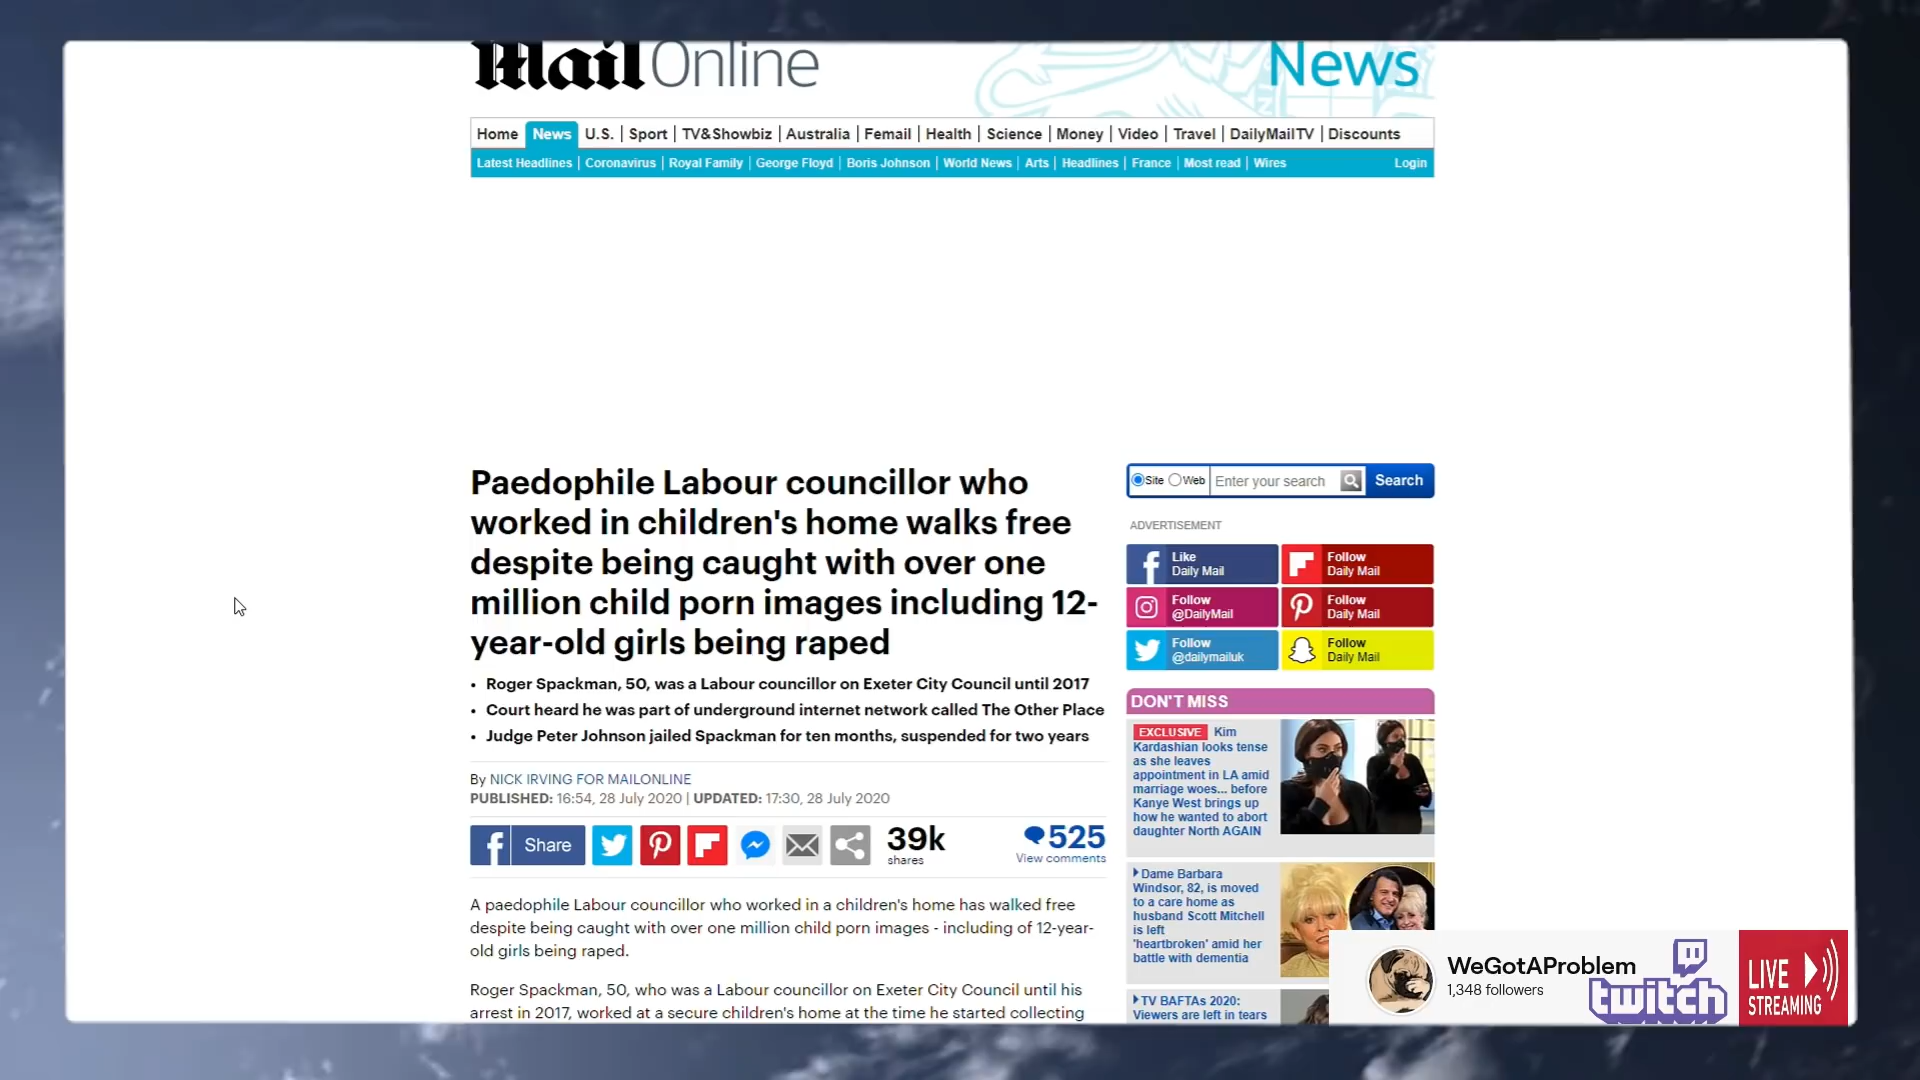 Mail Online
News
Home News U.S. Sport TV&Showbiz Australia Femail Health Science Money Video Travel DailyMailTV Discounts
Latest Headlines Coronavirus Royal Family George Floyd Boris Johnson World News Arts Headlines France Most read Wires Login
Paedophile Labour councillor who
worked in children's home walks free
despite being caught with over one
million child porn images including 12-
year-old girls being raped
• Roger Spackman, 50, was a Labour councillor on Exeter City Council until 2017
• Court heard he was part of underground internet network called The Other Place
• Judge Peter Johnson jailed Spackman for ten months, suspended for two years
By NICK IRVING FOR MAILONLINE
PUBLISHED: 16:54, 28 July 2020 | UPDATED: 17:30, 28 July 2020
Share
39k
shares
525
View comments
A paedophile Labour councillor who worked in a children's home has walked free
despite being caught with over one million child porn images - including of 12-year-
old girls being raped.
Roger Spackman, 50, who was a Labour councillor on Exeter City Council until his
arrest in 2017, worked at a secure children's home at the time he started collecting
Site Web Enter your search Search
ADVERTISEMENT
Like
Daily Mail
Follow
Daily Mail
Follow
@DailyMail
Follow
Daily Mail
Follow
@dailymailuk
Follow
Daily Mail
DON'T MISS
EXCLUSIVE Kim
Kardashian looks tense
as she leaves
appointment in LA amid
marriage woes... before
Kanye West brings up
how he wanted to abort
daughter North AGAIN
Dame Barbara
Windsor, 82, is moved
to a care home as
husband Scott Mitchell
is left
'heartbroken' amid her
battle with dementia
TV BAFTAs 2020:
Viewers are left in tears
WeGotAProblem
1,348 followers
twitch
LIVE
STREAMING